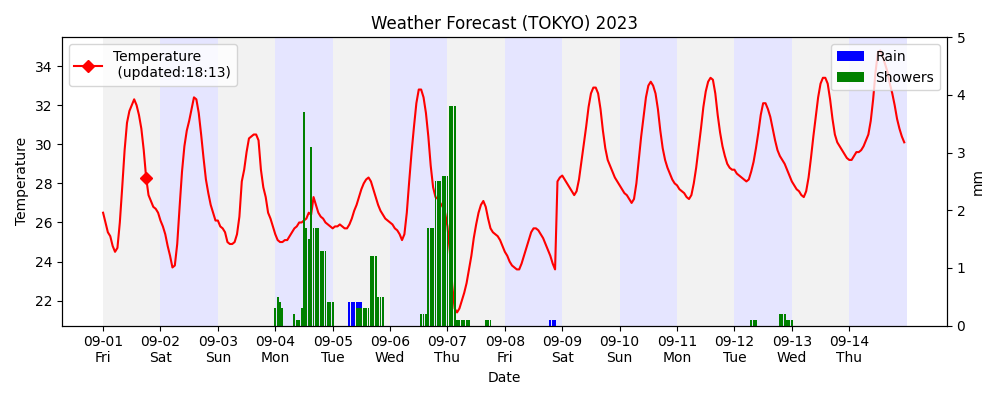 Weather Forecast (TOKYO) 2023
Temperature
(updated:18:13)
Rain
Showers
34
32
30
28
26
24
22
Temperature
5
4
3
2
1
0
mm
09-01 09-02 09-03 09-04 09-05 09-06 09-07 09-08 09-09 09-10 09-11 09-12 09-13 09-14
Fri Sat Sun Mon Tue Wed Thu Fri Sat Sun Mon Tue Wed Thu
Date